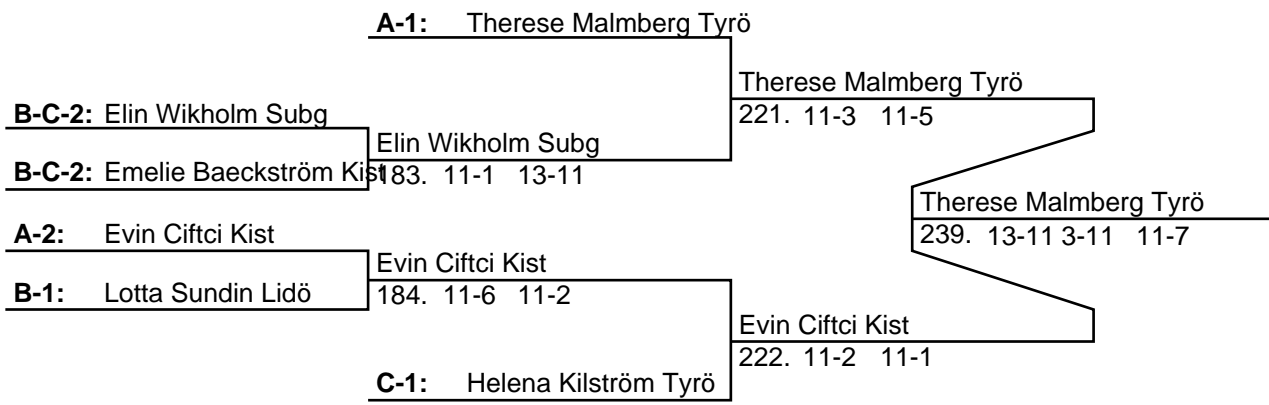 A-1: Therese Malmberg Tyrö
Therese Malmberg Tyrö
B-C-2: Elin Wikholm Subg
221. 11-3 11-5
Elin Wikholm Subg
B-C-2: Emelie Baeckström Kist
183. 11-1 13-11
Therese Malmberg Tyrö
A-2: Evin Ciftci Kist
239. 13-11 3-11 11-7
Evin Ciftci Kist
B-1: Lotta Sundin Lidö
184. 11-6 11-2
Evin Ciftci Kist
222. 11-2 11-1
C-1: Helena Kilström Tyrö